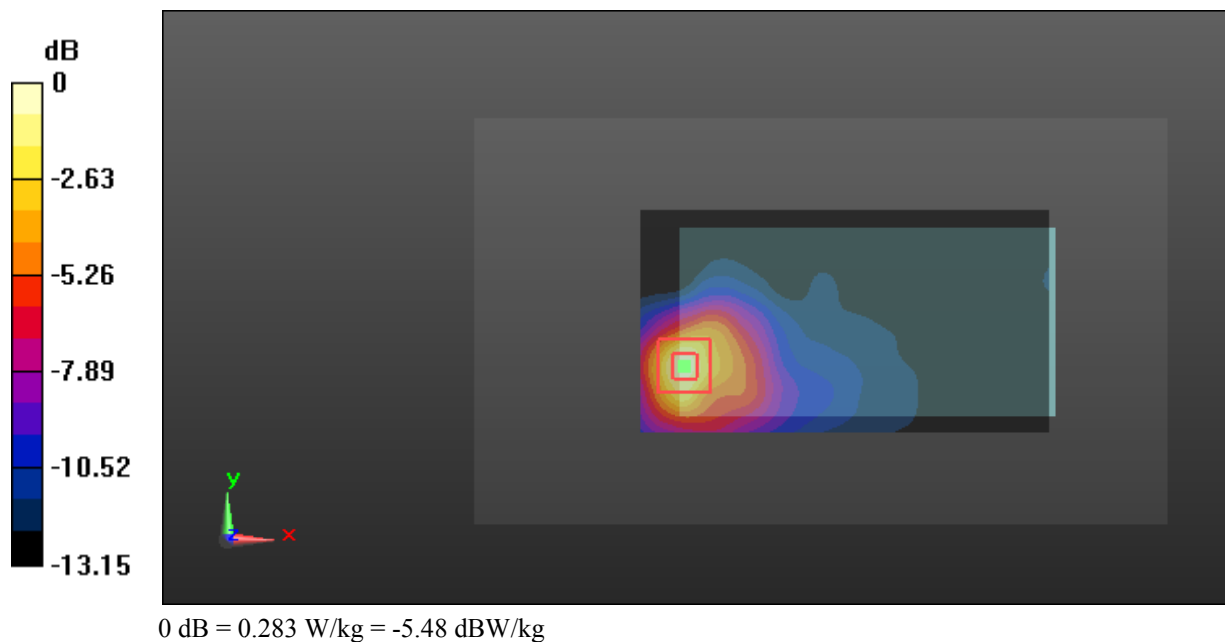 dB
0
-2.63
-5.26
-7.89
-10.52
-13.15
y
z
x
0 dB = 0.283 W/kg = -5.48 dBW/kg